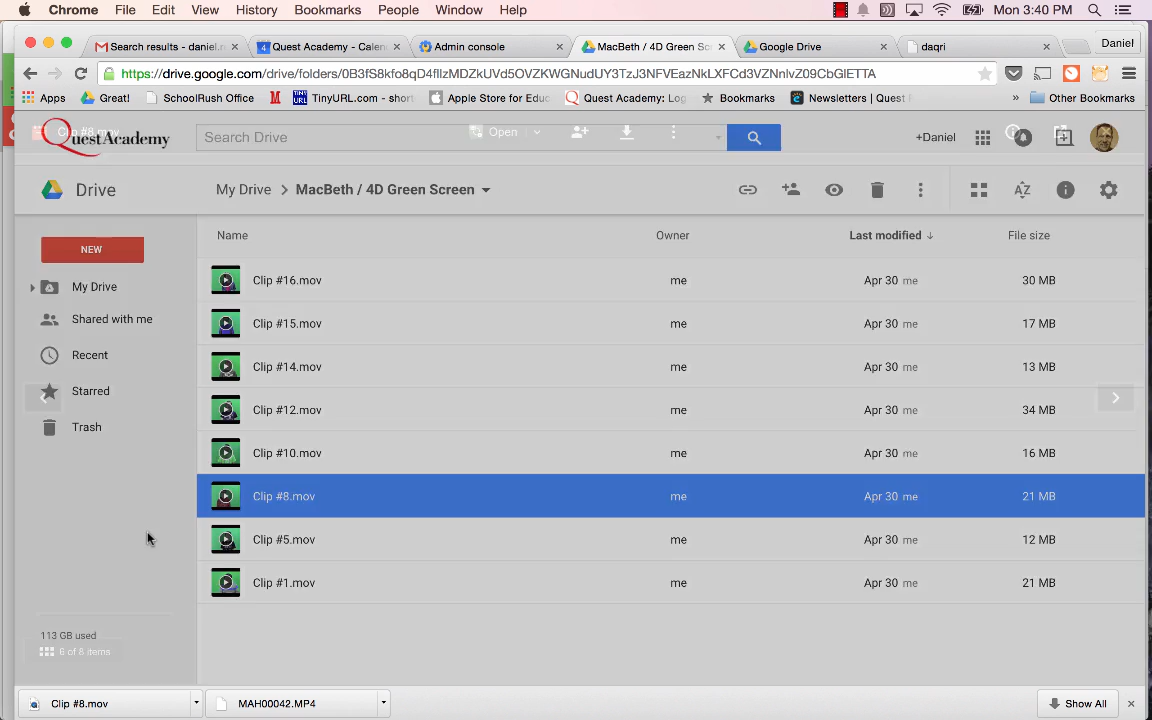 Chrome File Edit View History Bookmarks People Window Help Mon 3:40 PM
Search results - daniel.n Quest Academy - Calen Admin console MacBeth / 4D Green Sc Google Drive daqri Daniel
https://drive.google.com/drive/folders/0B3fS8kfo8qD4fllzMDZkUVd5OVZKWGNudUY3TzJ3NFVEazNkLXFCd3VZNnlvZ09CbGlETTA
Apps Great! SchoolRush Office TinyURL.com - short Apple Store for Educ Quest Academy: Log Bookmarks Newsletters | Quest » Other Bookmarks
Clip #8.mov Open
QuestAcademy Search Drive +Daniel
Drive My Drive > MacBeth / 4D Green Screen
Name Owner Last modified ↓ File size
NEW
My Drive
Shared with me
Recent
Starred
Trash
Clip #16.mov me Apr 30 me 30 MB
Clip #15.mov me Apr 30 me 17 MB
Clip #14.mov me Apr 30 me 13 MB
Clip #12.mov me Apr 30 me 34 MB
Clip #10.mov me Apr 30 me 16 MB
Clip #8.mov me Apr 30 me 21 MB
Clip #5.mov me Apr 30 me 12 MB
Clip #1.mov me Apr 30 me 21 MB
113 GB used
6 of 8 items
Clip #8.mov MAH00042.MP4 Show All